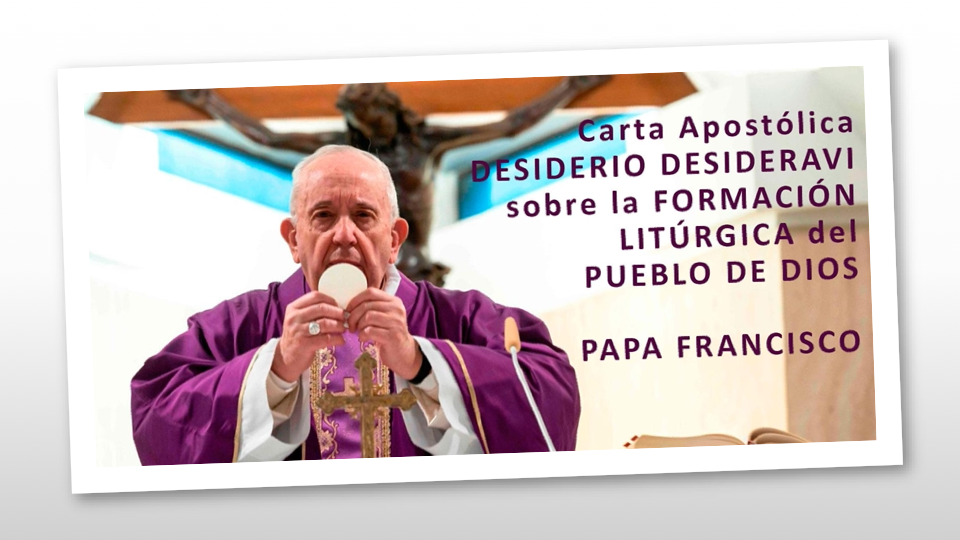 Carta Apostólica
DESIDERIO DESIDERAVI
sobre la FORMACIÓN
LITÚRGICA del
PUEBLO DE DIOS
PAPA FRANCISCO